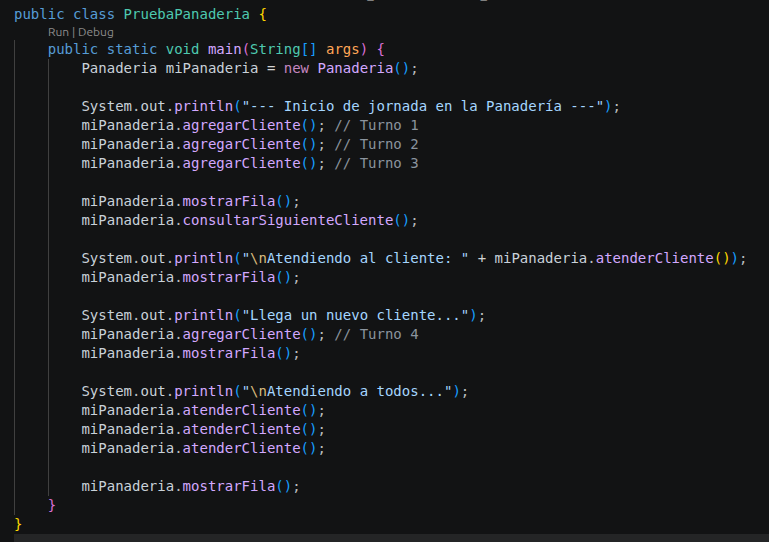 public class PruebaPanaderia {
Run | Debug
public static void main(String[] args) {
Panaderia miPanaderia = new Panaderia();
System.out.println("--- Inicio de jornada en la Panadería ---");
miPanaderia.agregarCliente(); // Turno 1
miPanaderia.agregarCliente(); // Turno 2
miPanaderia.agregarCliente(); // Turno 3
miPanaderia.mostrarFila();
miPanaderia.consultarSiguienteCliente();
System.out.println("\nAtendiendo al cliente: " + miPanaderia.atenderCliente());
miPanaderia.mostrarFila();
System.out.println("Llega un nuevo cliente...");
miPanaderia.agregarCliente(); // Turno 4
miPanaderia.mostrarFila();
System.out.println("\nAtendiendo a todos...");
miPanaderia.atenderCliente();
miPanaderia.atenderCliente();
miPanaderia.atenderCliente();
miPanaderia.mostrarFila();
}
}